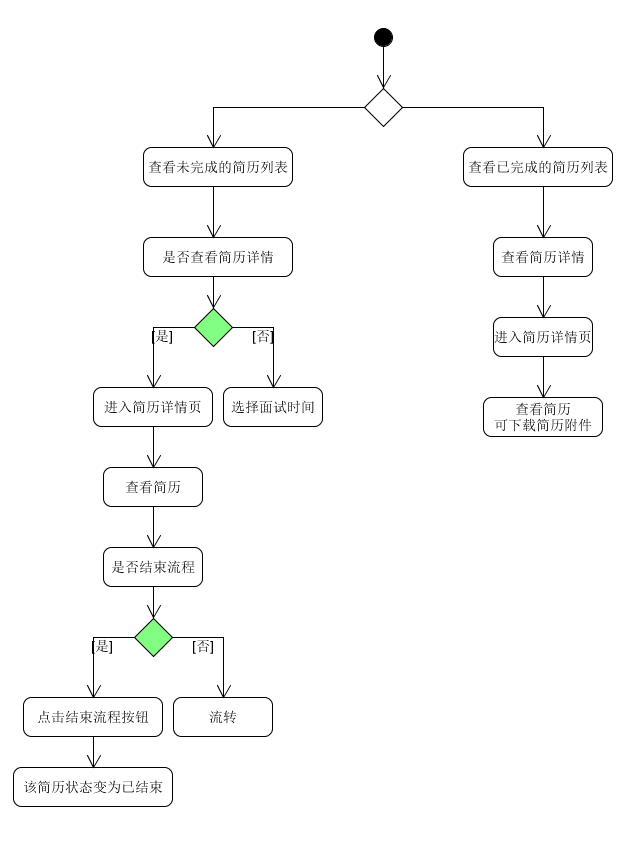 查看未完成的简历列表
查看已完成的简历列表
是否查看简历详情
查看简历详情
[是]
[否]
进入简历详情页
进入简历详情页
选择面试时间
查看简历
可下载简历附件
查看简历
是否结束流程
[是]
[否]
点击结束流程按钮
流转
该简历状态变为已结束